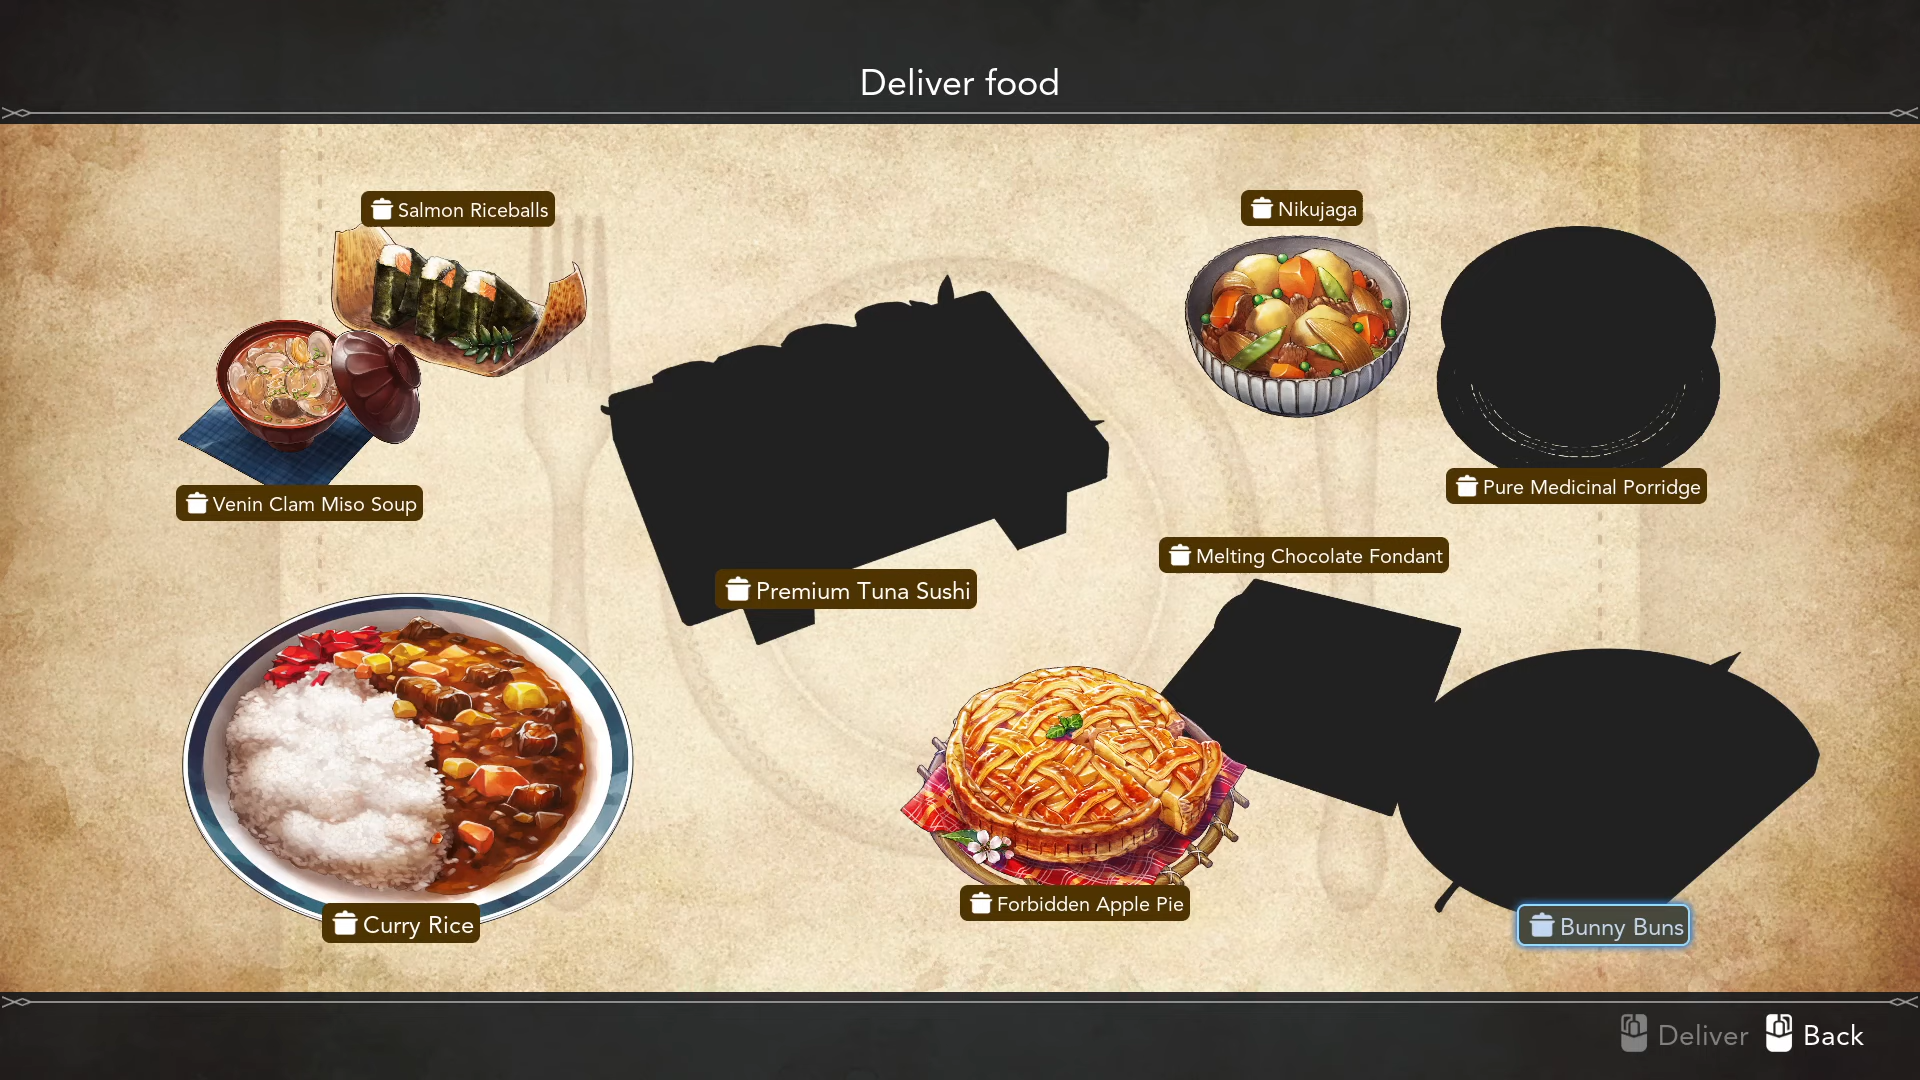 Deliver food
Salmon Riceballs
Nikujaga
Venin Clam Miso Soup
Pure Medicinal Porridge
Melting Chocolate Fondant
Premium Tuna Sushi
Forbidden Apple Pie
Curry Rice
Bunny Buns
Deliver
Back